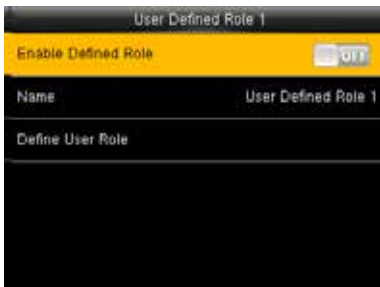 User Defined Role 1
Enable Defined Role OFF
Name User Defined Role 1
Define User Role